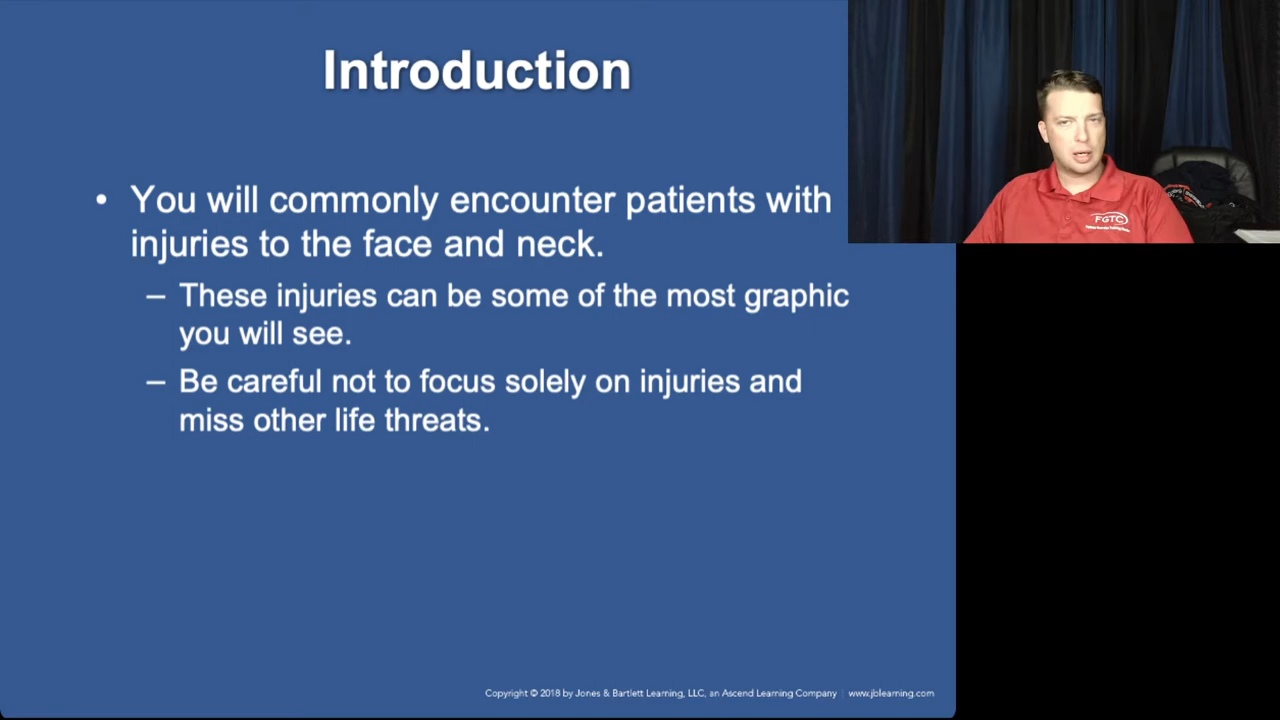 Introduction
• You will commonly encounter patients with
injuries to the face and neck.
– These injuries can be some of the most graphic
you will see.
– Be careful not to focus solely on injuries and
miss other life threats.
FGTC
Copyright © 2018 by Jones & Bartlett Learning, LLC, an Ascend Learning Company | www.jblearning.com